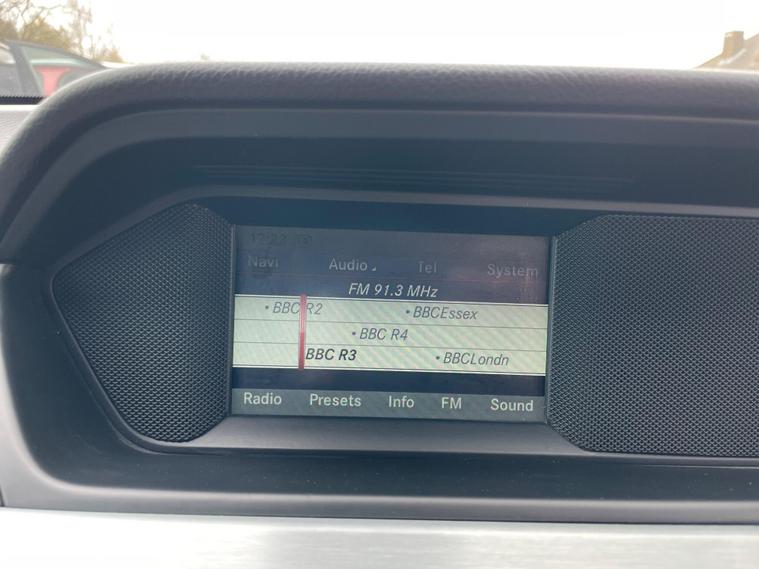 Navi Audio Tel System
FM 91.3 MHz
• BBC R2 • BBCEssex
• BBC R4
BBC R3 • BBCLondn
Radio Presets Info FM Sound